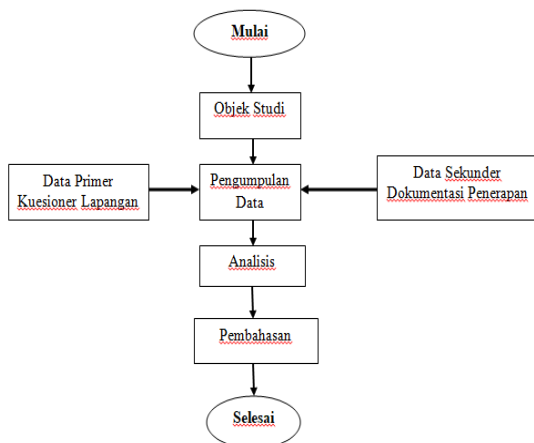 Mulai
Objek Studi
Data Primer
Kuesioner Lapangan
Pengumpulan
Data
Data Sekunder
Dokumentasi Penerapan
Analisis
Pembahasan
Selesai